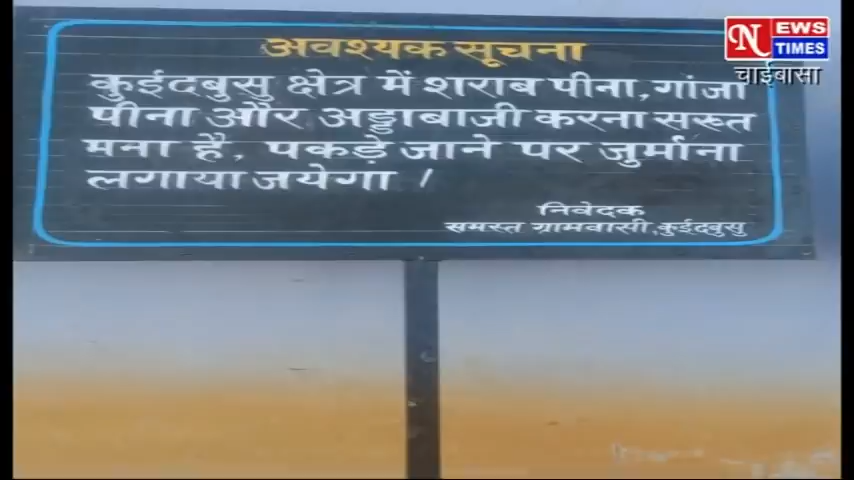 अवश्यक सूचना
कुईदबुसु क्षेत्र में शराब पीना, गांजा
पीना और अड्डाबाजी करना सख्त
मना है, पकड़े जाने पर जुर्माना
लगाया जयेगा /
निवेदक
समस्त ग्रामवासी, कुईदबुसु
N NEWS TIMES
चाईबासा